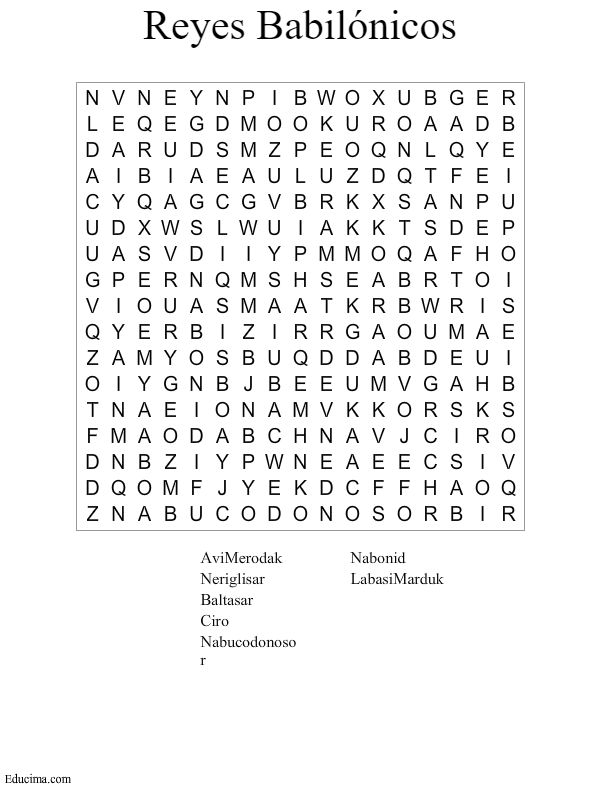 Reyes Babilónicos
N V N E Y N P I B W O X U B G E R
L E Q E G D M O O K U R O A A D B
D A R U D S M Z P E O Q N L Q Y E
A I B I A E A U L U Z D Q T F E I
C Y Q A G C G V B R K X S A N P U
U D X W S L W U I A K K T S D E P
U A S V D I I Y P M M O Q A F H O
G P E R N Q M S H S E A B R T O I
V I O U A S M A A T K R B W R I S
Q Y E R B I Z I R R G A O U M A E
Z A M Y O S B U Q D D A B D E U I
O I Y G N B J B E E U M V G A H B
T N A E I O N A M V K K O R S K S
F M A O D A B C H N A V J C I R O
D N B Z I Y P W N E A E E C S I V
D Q O M F J Y E K D C F F H A O Q
Z N A B U C O D O N O S O R B I R
AviMerodak Nabonid
Neriglisar LabasiMarduk
Baltasar
Ciro
Nabucodonoso
r
Educima.com